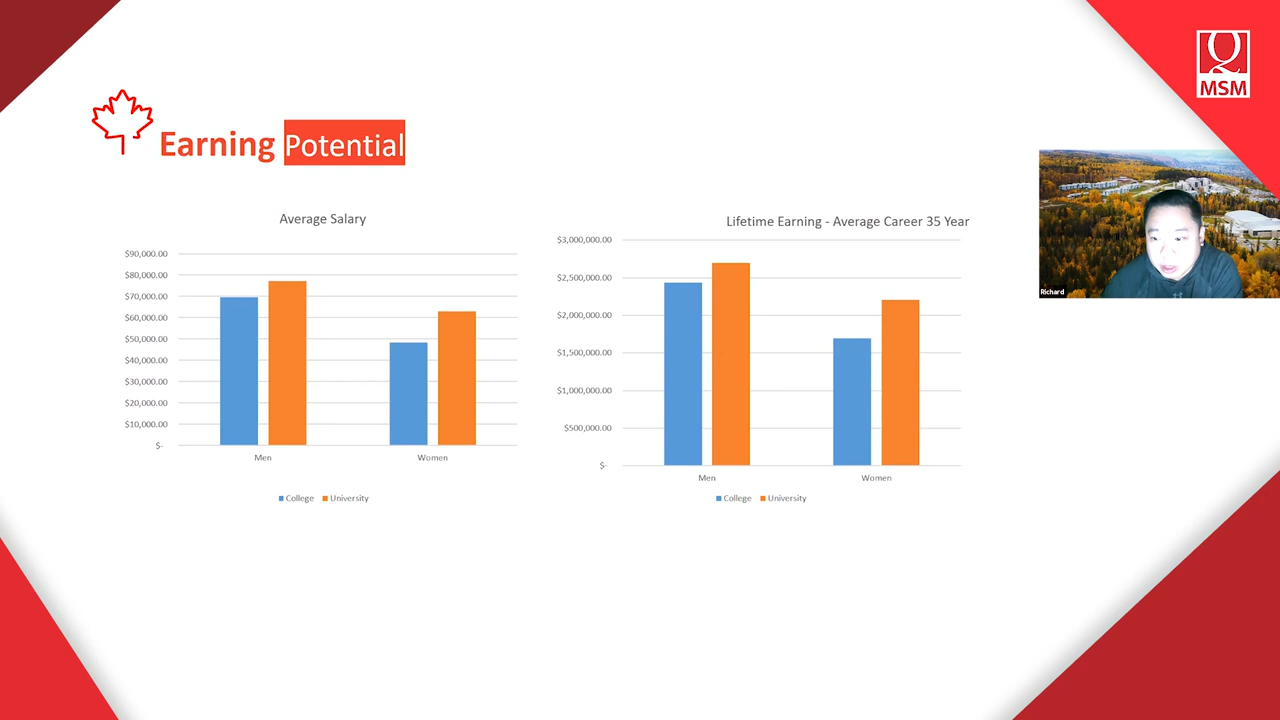 Q
MSM
Earning Potential
Richard
Average Salary
$90,000.00
$80,000.00
$70,000.00
$60,000.00
$50,000.00
$40,000.00
$30,000.00
$20,000.00
$10,000.00
$-
Men Women
College University
Lifetime Earning - Average Career 35 Year
$3,000,000.00
$2,500,000.00
$2,000,000.00
$1,500,000.00
$1,000,000.00
$500,000.00
$-
Men Women
College University